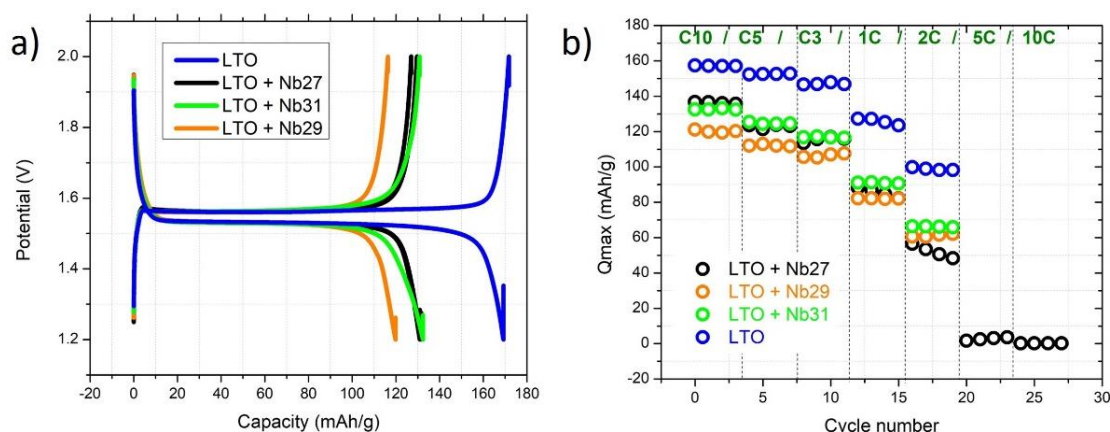 a)
LTO
LTO + Nb27
LTO + Nb31
LTO + Nb29
2.0
1.8
1.6
1.4
1.2
Potential (V)
-20 0 20 40 60 80 100 120 140 160 180
Capacity (mAh/g)
b)
C10 / C5 / C3 / 1C / 2C / 5C / 10C
180
160
140
120
100
80
60
40
20
0
-20
Qmax (mAh/g)
LTO + Nb27
LTO + Nb29
LTO + Nb31
LTO
0 5 10 15 20 25 30
Cycle number